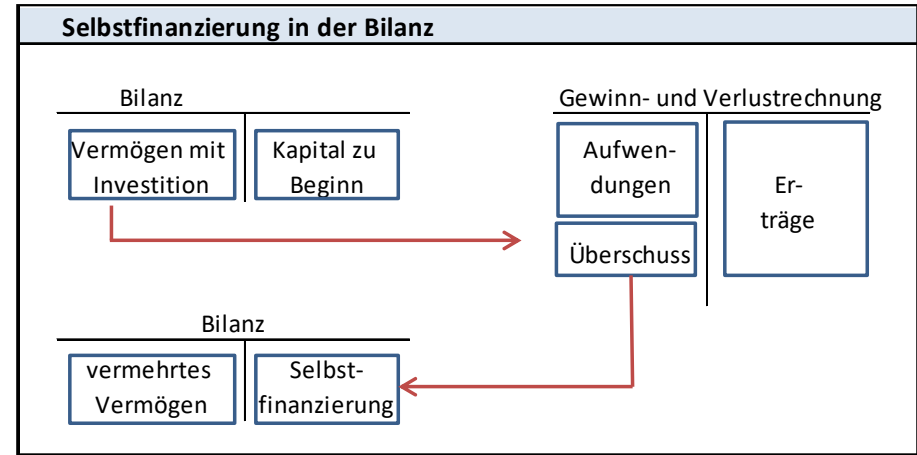 Selbstfinanzierung in der Bilanz
Bilanz
Vermögen mit
Investition
Kapital zu
Beginn
Gewinn- und Verlustrechnung
Aufwen-
dungen
Überschuss
Er-
träge
Bilanz
vermehrtes
Vermögen
Selbst-
finanzierung